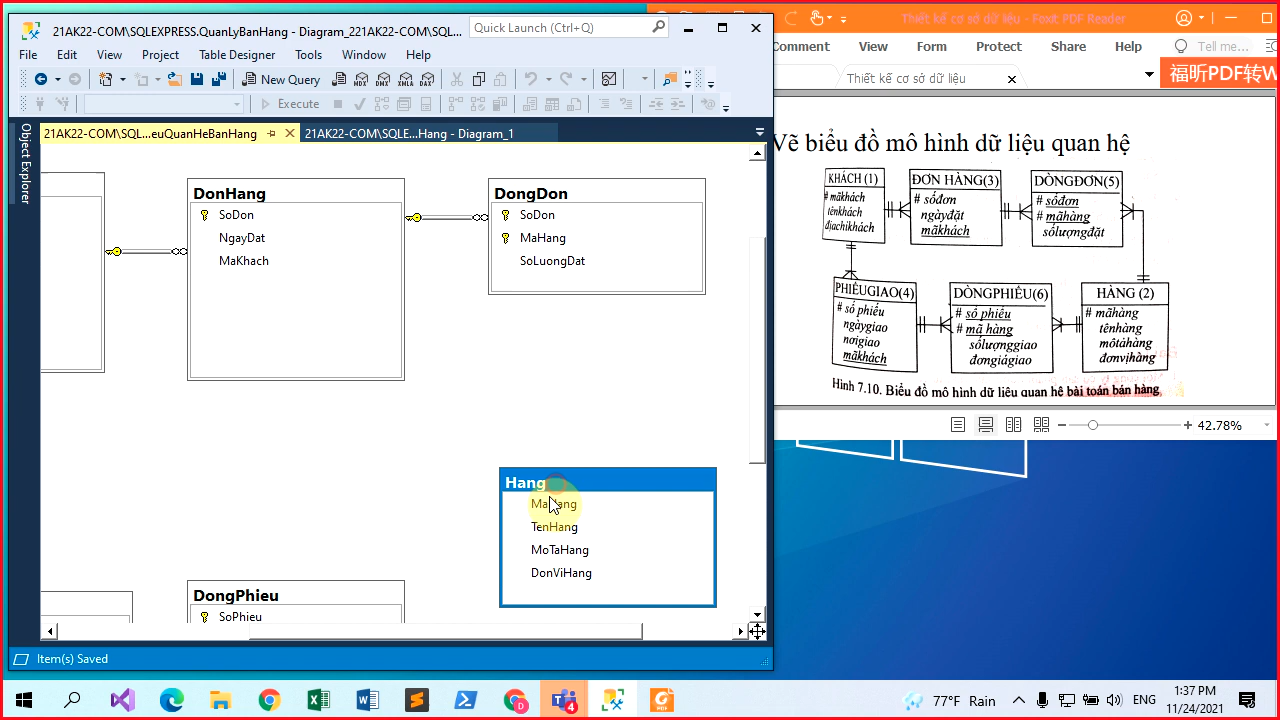 21AK22-COM\SQLEXPRESS.QuanLyBanHang - Diagram_221AK22-COM\SQL...
Quick Launch (Ctrl+Q)
File Edit View Project Table Designer Tools Window Help
New Query
MDX DMX XMLA DAX
Execute
21AK22-COM\SQL...euQuanHeBanHang
21AK22-COM\SQLE...Hang - Diagram_1
Object Explorer
DonHang
SoDon
NgayDat
MaKhach
DongDon
SoDon
MaHang
SoLuongDat
Hang
MaHang
TenHang
MoTaHang
DonViHang
DongPhieu
SoPhieu
Item(s) Saved
Thiết kế cơ sở dữ liệu - Foxit PDF Reader
Comment View Form Protect Share Help
Tell me...
Thiết kế cơ sở dữ liệu
福昕PDF转W
Vẽ biểu đồ mô hình dữ liệu quan hệ
KHÁCH (1)
# mãkhách
tênkhách
địachỉkhách
ĐƠN HÀNG(3)
# sốđơn
ngàyđặt
mãkhách
DÒNGĐƠN(5)
# sốđơn
# mãhàng
sốlượngđặt
PHIẾUGIAO(4)
# số phiếu
ngàygiao
nơigiao
mãkhách
DÒNGPHIẾU(6)
# số phiếu
# mã hàng
sốlượnggiao
đơngiágiao
HÀNG (2)
# mãhàng
tênhàng
môtảhàng
đơnvịhàng
Hình 7.10. Biểu đồ mô hình dữ liệu quan hệ bài toán bán hàng
42.78%
D
4
77°F Rain
ENG
1:37 PM
11/24/2021